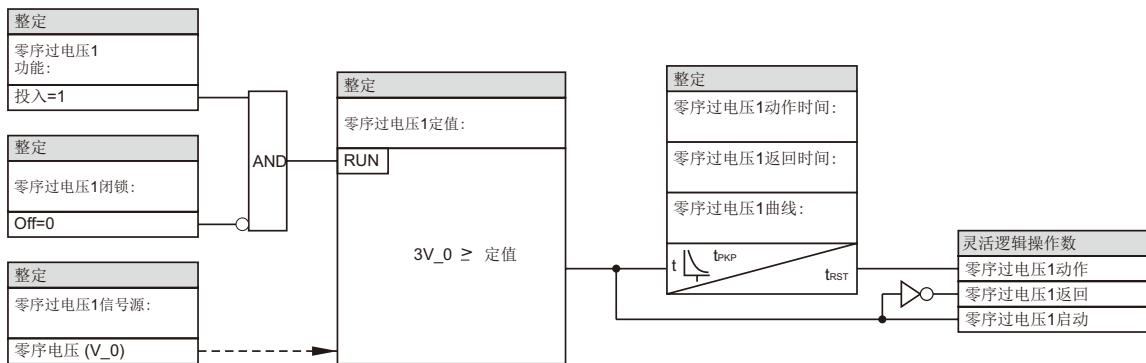 整定
零序过电压1
功能:
投入=1
整定
零序过电压1闭锁:
Off=0
整定
零序过电压1信号源:
零序电压 (V_0)
AND
整定
零序过电压1定值:
RUN
3V_0 ≥ 定值
整定
零序过电压1动作时间:
零序过电压1返回时间:
零序过电压1曲线:
t
tPKP
tRST
灵活逻辑操作数
零序过电压1动作
零序过电压1返回
零序过电压1启动